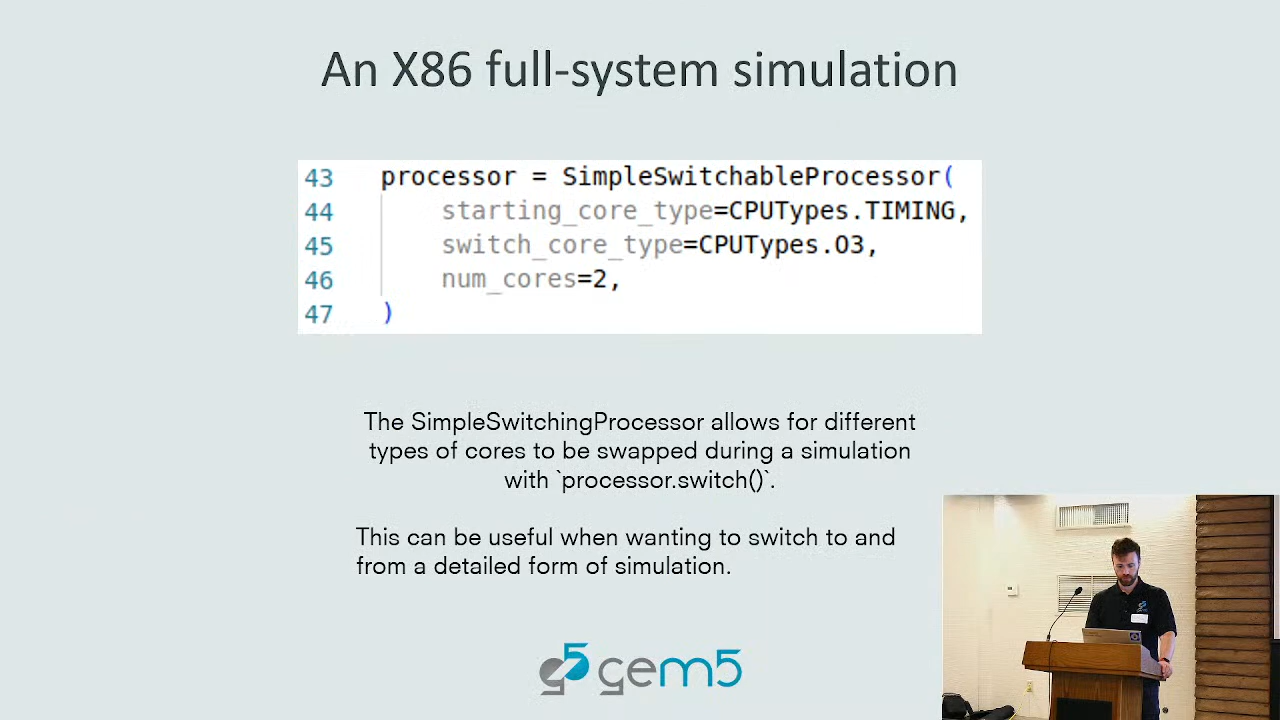 An X86 full-system simulation
43 processor = SimpleSwitchableProcessor(
44 starting_core_type=CPUTypes.TIMING,
45 switch_core_type=CPUTypes.O3,
46 num_cores=2,
47 )
The SimpleSwitchingProcessor allows for different
types of cores to be swapped during a simulation
with `processor.switch()`.
This can be useful when wanting to switch to and
from a detailed form of simulation.
g5 gem5